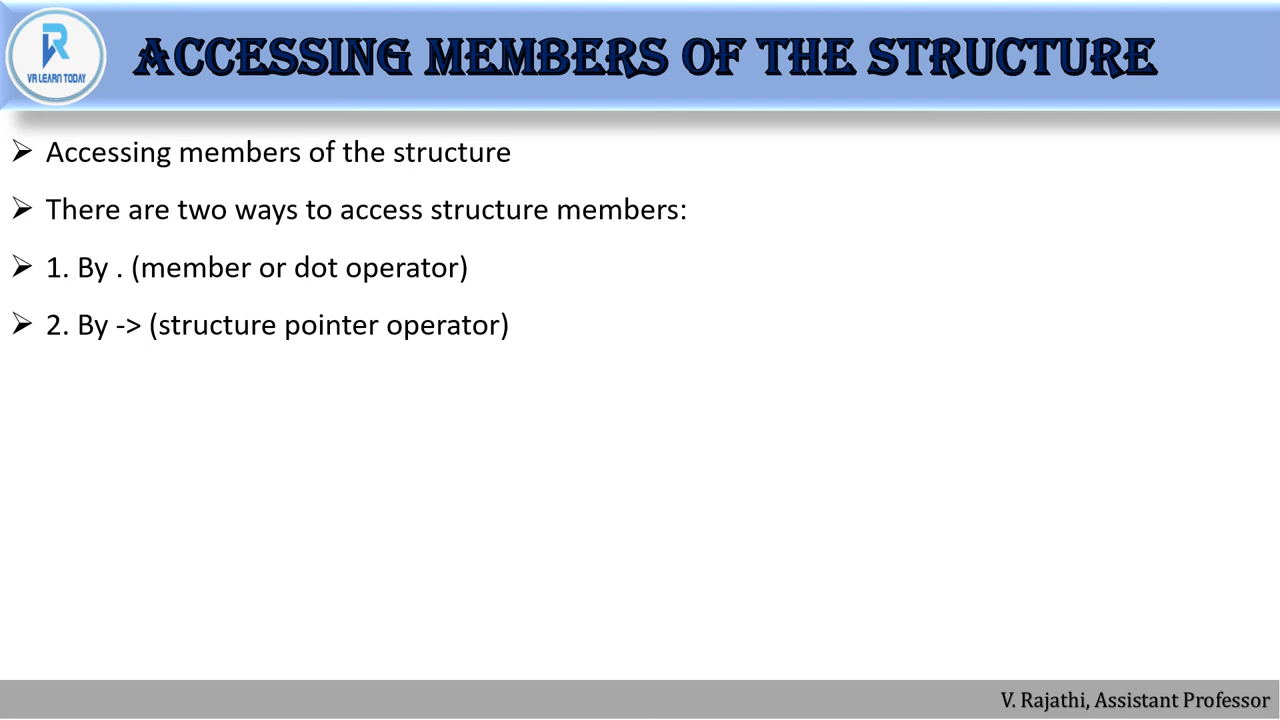 VR LEARN TODAY
ACCESSING MEMBERS OF THE STRUCTURE
➢ Accessing members of the structure
➢ There are two ways to access structure members:
➢ 1. By . (member or dot operator)
➢ 2. By -> (structure pointer operator)
V. Rajathi, Assistant Professor